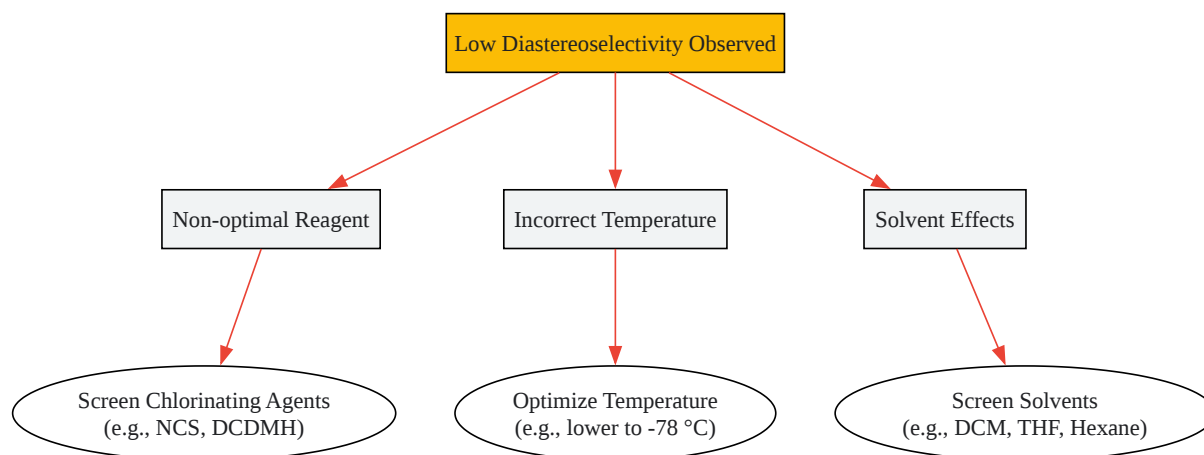 Low Diastereoselectivity Observed
Non-optimal Reagent
Incorrect Temperature
Solvent Effects
Screen Chlorinating Agents
(e.g., NCS, DCDMH)
Optimize Temperature
(e.g., lower to -78 °C)
Screen Solvents
(e.g., DCM, THF, Hexane)